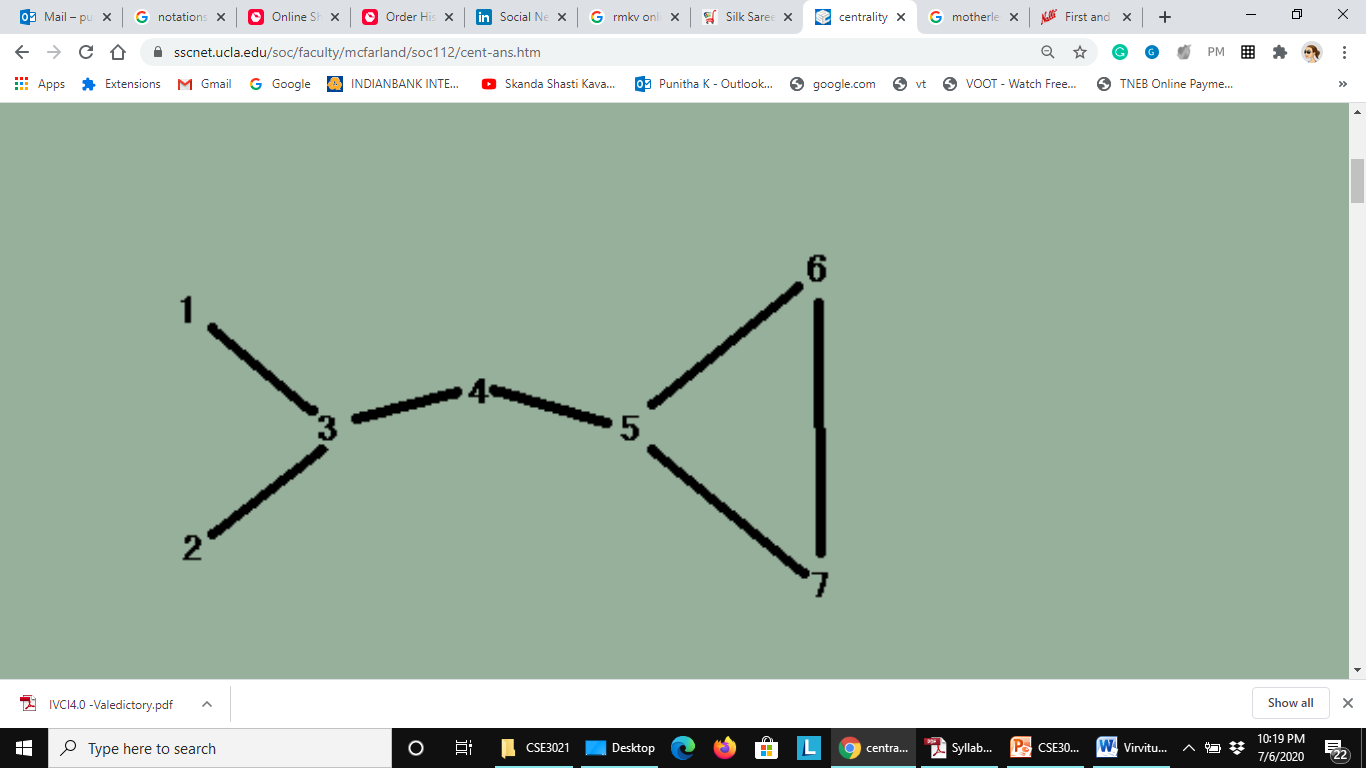 Mail – pu
notations
Online Sh
Order His
Social Ne
rmkv onl
Silk Saree
centrality
motherle
First and
sscnet.ucla.edu/soc/faculty/mcfarland/soc112/cent-ans.htm
PM
Apps
Extensions
Gmail
Google
INDIANBANK INTE...
Skanda Shasti Kava...
Punitha K - Outlook...
google.com
vt
VOOT - Watch Free...
TNEB Online Payme...
»
6
1
4
3
5
2
7
IVCI4.0 -Valedictory.pdf
Show all
Type here to search
CSE3021
Desktop
L
centra...
Syllab...
CSE30...
Virvitu...
10:19 PM
7/6/2020
22